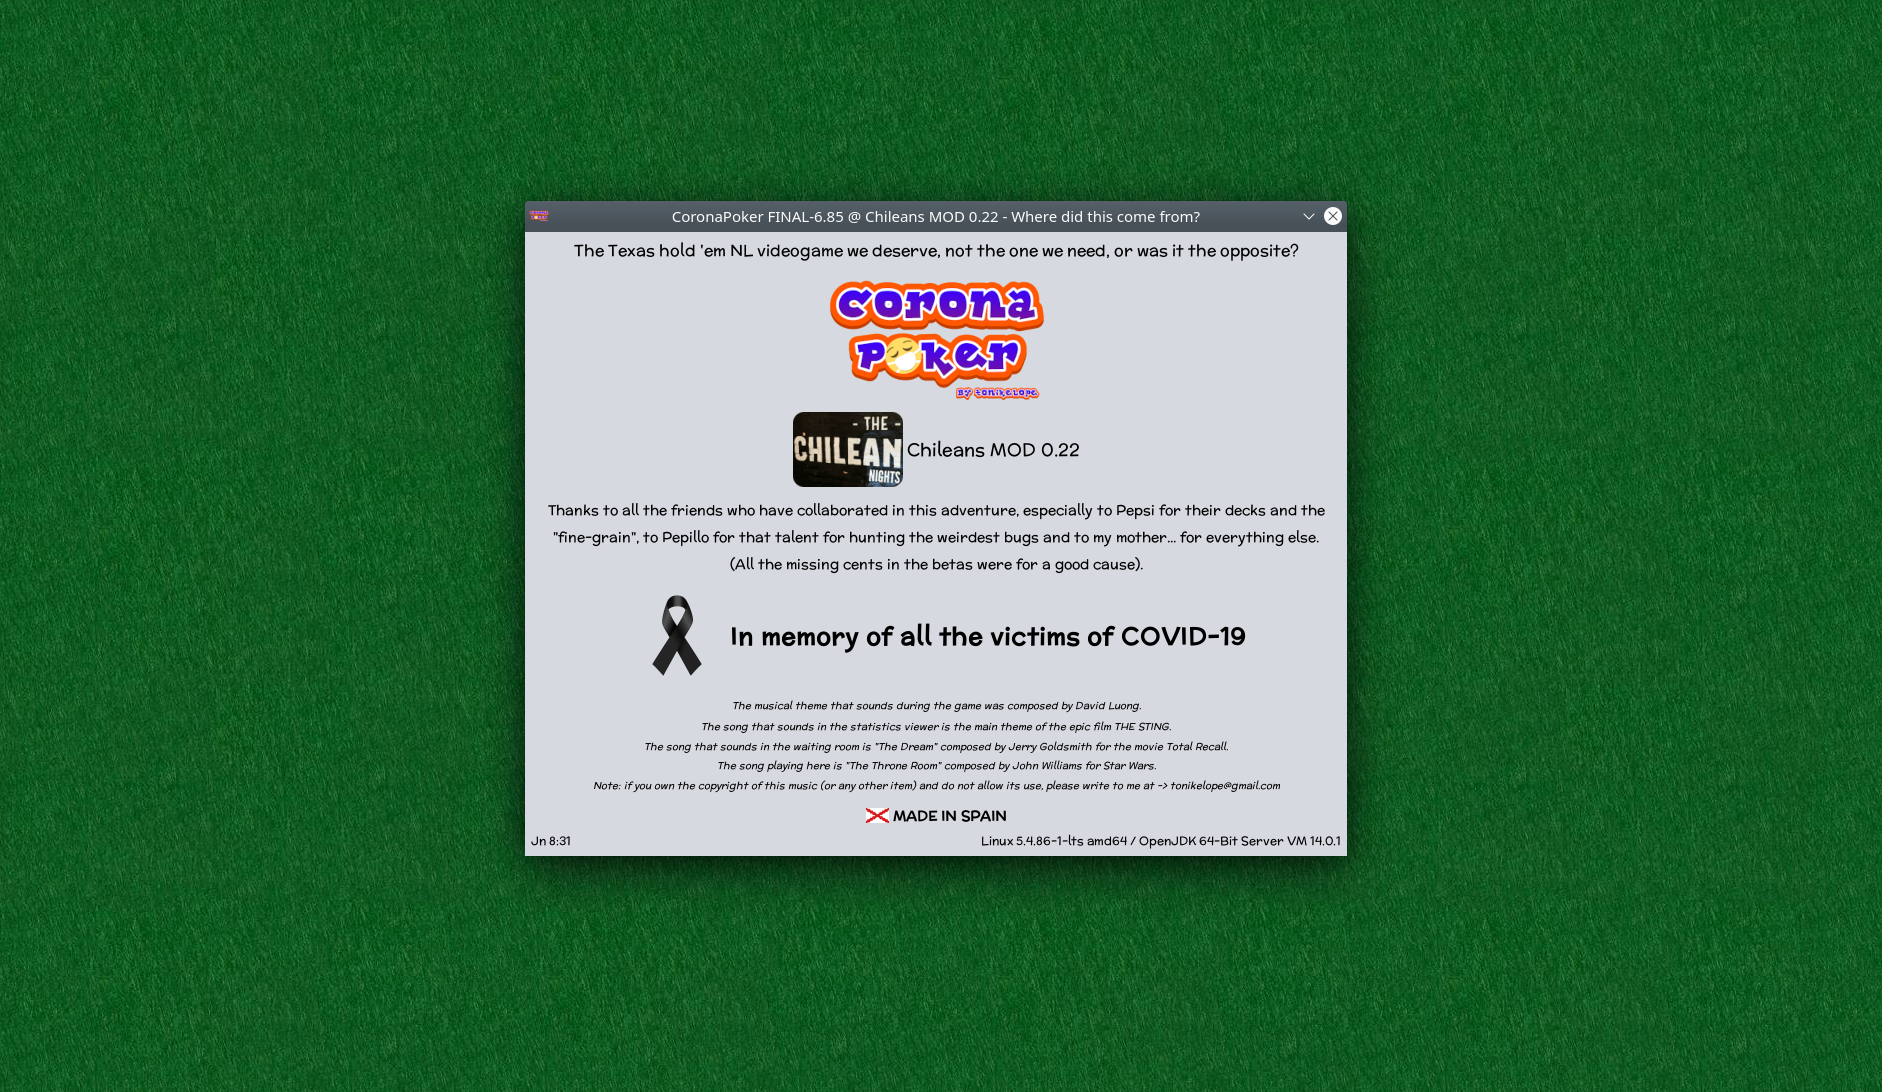 CoronaPoker FINAL-6.85 @ Chileans MOD 0.22 - Where did this come from?
The Texas hold 'em NL videogame we deserve, not the one we need, or was it the opposite?
corona
poker
BY tonikelope
- THE -
CHILEAN
NIGHTS
Chileans MOD 0.22
Thanks to all the friends who have collaborated in this adventure, especially to Pepsi for their decks and the
"fine-grain", to Pepillo for that talent for hunting the weirdest bugs and to my mother... for everything else.
(All the missing cents in the betas were for a good cause).
In memory of all the victims of COVID-19
The musical theme that sounds during the game was composed by David Luong.
The song that sounds in the statistics viewer is the main theme of the epic film THE STING.
The song that sounds in the waiting room is "The Dream" composed by Jerry Goldsmith for the movie Total Recall.
The song playing here is "The Throne Room" composed by John Williams for Star Wars.
Note: if you own the copyright of this music (or any other item) and do not allow its use, please write to me at -> tonikelope@gmail.com
MADE IN SPAIN
Jn 8:31
Linux 5.4.86-1-lts amd64 / OpenJDK 64-Bit Server VM 14.0.1